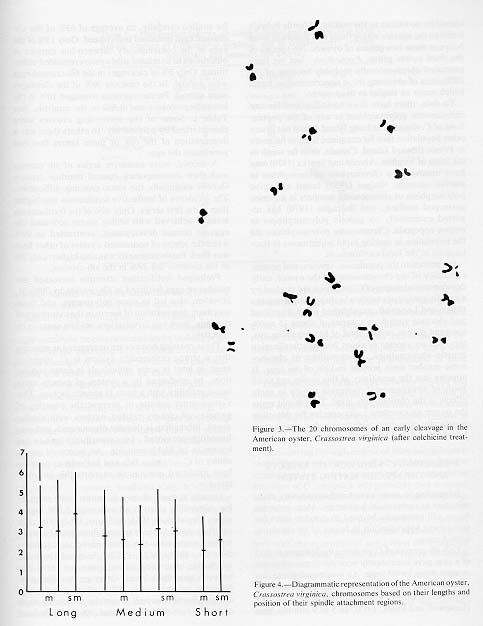 Figure 3.—The 20 chromosomes of an early cleavage in the
American oyster, Crassostrea virginica (after colchicine treat-
ment).
7
6
5
4
3
2
1
0
m sm m sm m sm
Long Medium Short
Figure 4.—Diagrammatic representation of the American oyster,
Crassostrea virginica, chromosomes based on their lengths and
position of their spindle attachment regions.